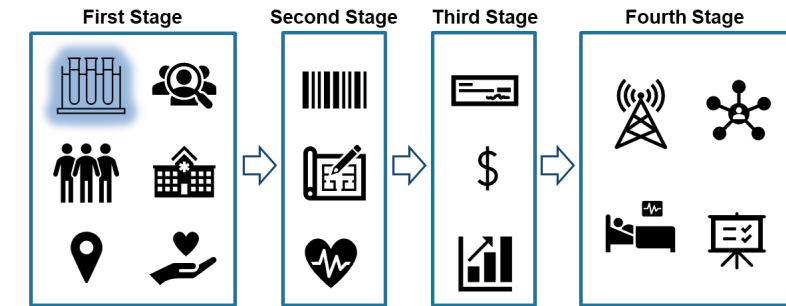 First Stage
Second Stage
Third Stage
Fourth Stage
$